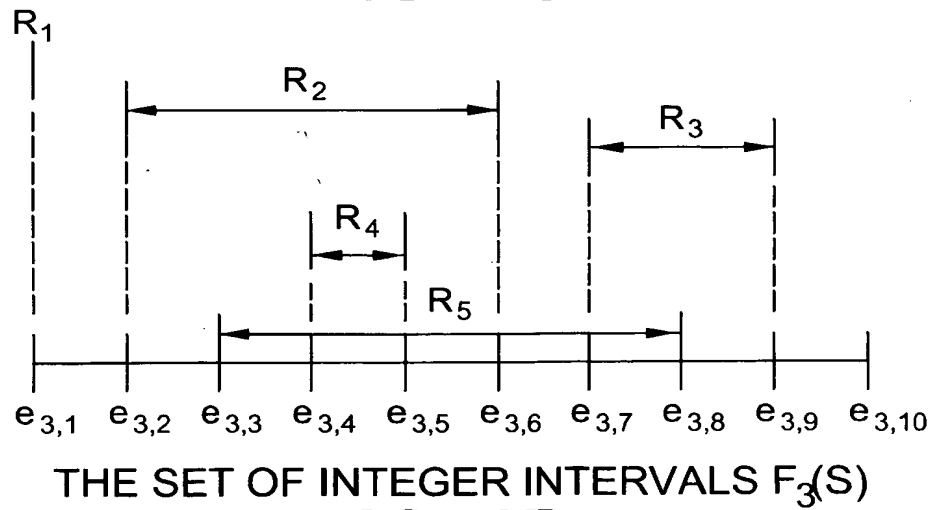 R1
R2
R3
R4
R5
e3,1 e3,2 e3,3 e3,4 e3,5 e3,6 e3,7 e3,8 e3,9 e3,10
THE SET OF INTEGER INTERVALS F3(S)